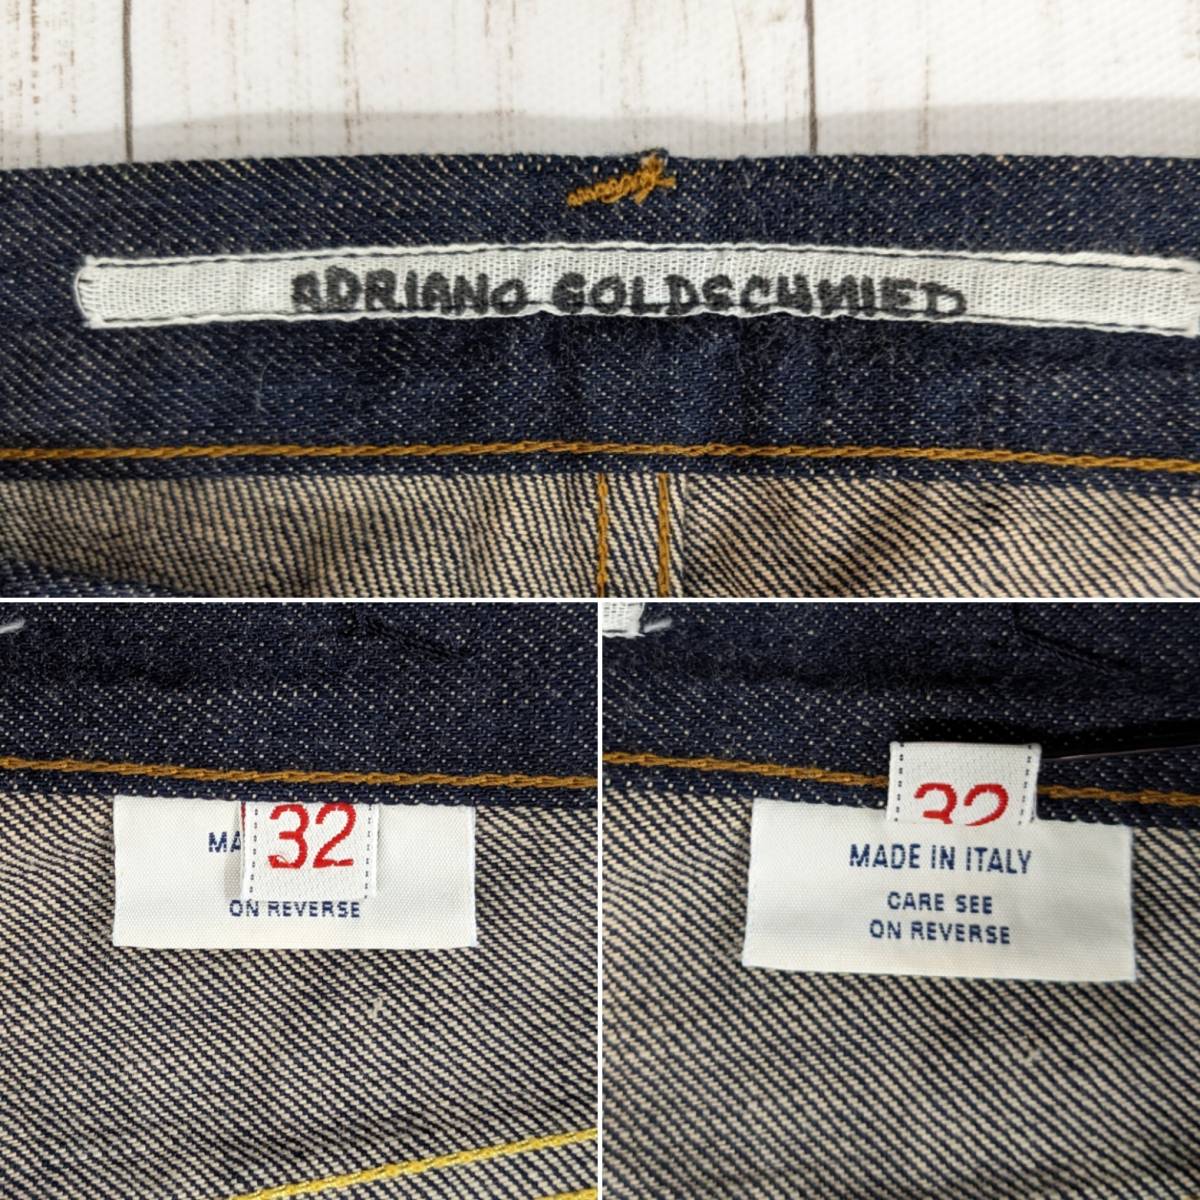 ADRIANO GOLDSCHMIED
MA
32
ON REVERSE
32
MADE IN ITALY
CARE SEE
ON REVERSE